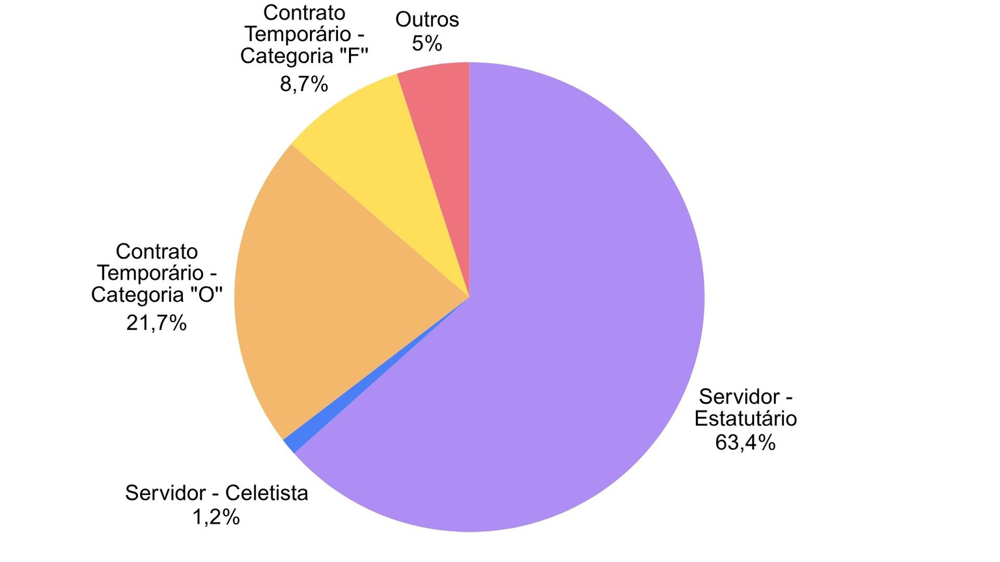 Contrato
Temporário -
Categoria "F"
8,7%
Outros
5%
Contrato
Temporário -
Categoria "O"
21,7%
Servidor -
Estatutário
63,4%
Servidor - Celetista
1,2%